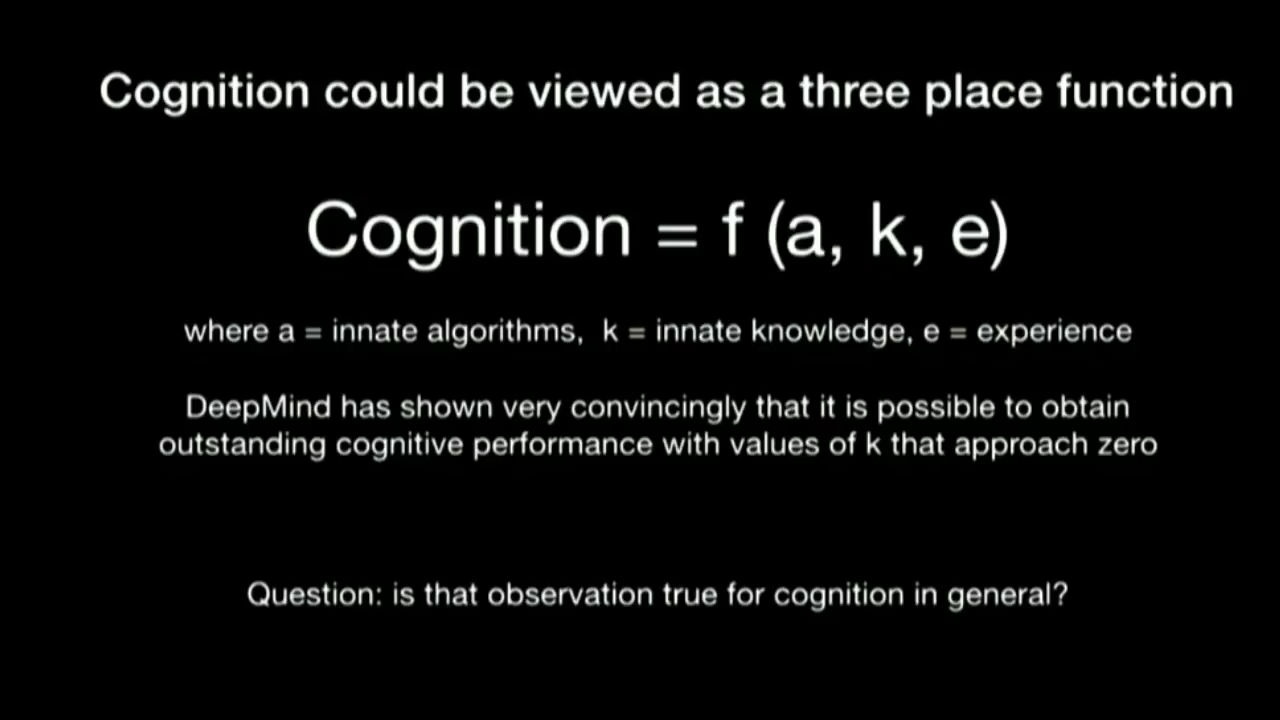 Cognition could be viewed as a three place function
Cognition = f (a, k, e)
where a = innate algorithms, k = innate knowledge, e = experience
DeepMind has shown very convincingly that it is possible to obtain
outstanding cognitive performance with values of k that approach zero
Question: is that observation true for cognition in general?